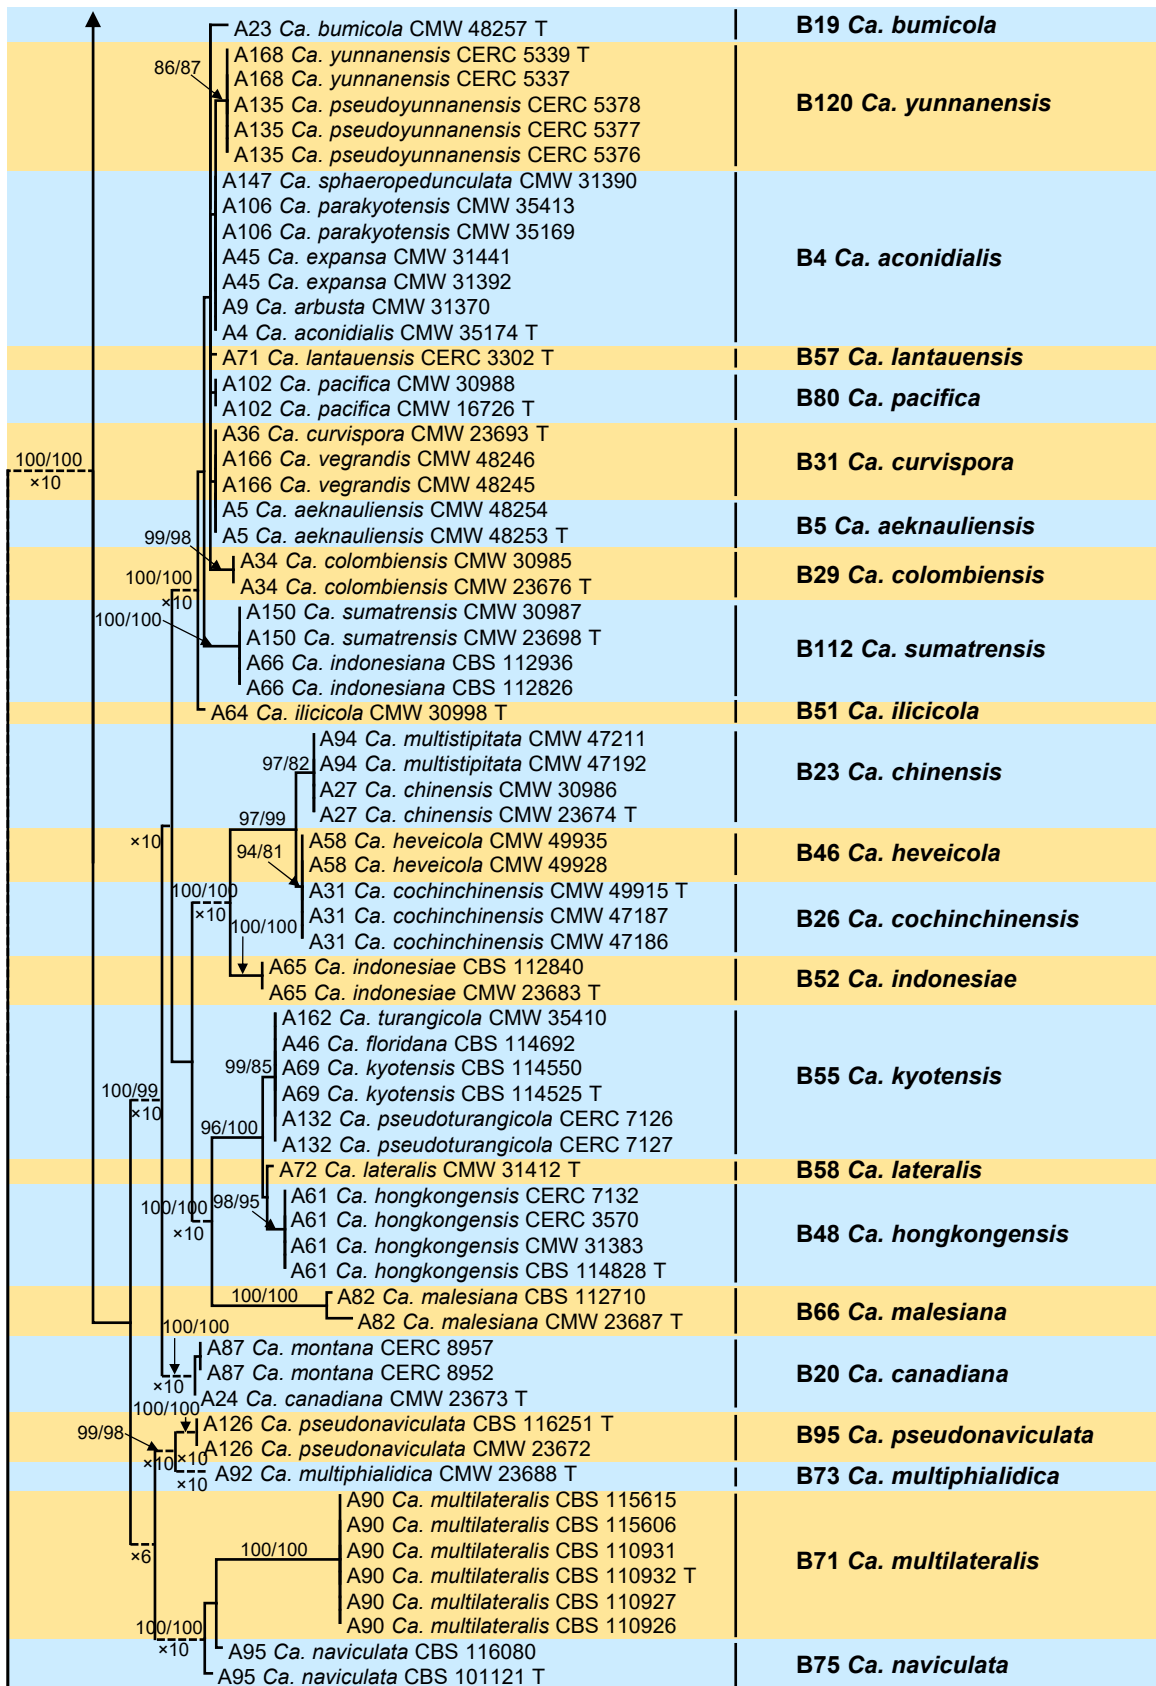 A23 Ca. bumicola CMW 48257 T
B19 Ca. bumicola
86/87
A168 Ca. yunnanensis CERC 5339 T
A168 Ca. yunnanensis CERC 5337
A135 Ca. pseudoyunnanensis CERC 5378
A135 Ca. pseudoyunnanensis CERC 5377
A135 Ca. pseudoyunnanensis CERC 5376
B120 Ca. yunnanensis
A147 Ca. sphaeropedunculata CMW 31390
A106 Ca. parakyotensis CMW 35413
A106 Ca. parakyotensis CMW 35169
A45 Ca. expansa CMW 31441
A45 Ca. expansa CMW 31392
A9 Ca. arbusta CMW 31370
A4 Ca. aconidialis CMW 35174 T
B4 Ca. aconidialis
A71 Ca. lantauensis CERC 3302 T
B57 Ca. lantauensis
A102 Ca. pacifica CMW 30988
A102 Ca. pacifica CMW 16726 T
B80 Ca. pacifica
A36 Ca. curvispora CMW 23693 T
A166 Ca. vegrandis CMW 48246
A166 Ca. vegrandis CMW 48245
B31 Ca. curvispora
100/100
×10
A5 Ca. aeknauliensis CMW 48254
A5 Ca. aeknauliensis CMW 48253 T
B5 Ca. aeknauliensis
99/98
A34 Ca. colombiensis CMW 30985
A34 Ca. colombiensis CMW 23676 T
B29 Ca. colombiensis
100/100
×10
100/100
A150 Ca. sumatrensis CMW 30987
A150 Ca. sumatrensis CMW 23698 T
A66 Ca. indonesiana CBS 112936
A66 Ca. indonesiana CBS 112826
B112 Ca. sumatrensis
A64 Ca. ilicicola CMW 30998 T
B51 Ca. ilicicola
97/82
A94 Ca. multistipitata CMW 47211
A94 Ca. multistipitata CMW 47192
A27 Ca. chinensis CMW 30986
A27 Ca. chinensis CMW 23674 T
B23 Ca. chinensis
97/99
×10
94/81
A58 Ca. heveicola CMW 49935
A58 Ca. heveicola CMW 49928
B46 Ca. heveicola
100/100
×10
A31 Ca. cochinchinensis CMW 49915 T
A31 Ca. cochinchinensis CMW 47187
A31 Ca. cochinchinensis CMW 47186
B26 Ca. cochinchinensis
100/100
A65 Ca. indonesiae CBS 112840
A65 Ca. indonesiae CMW 23683 T
B52 Ca. indonesiae
99/85
A162 Ca. turangicola CMW 35410
A46 Ca. floridana CBS 114692
A69 Ca. kyotensis CBS 114550
A69 Ca. kyotensis CBS 114525 T
A132 Ca. pseudoturangicola CERC 7126
A132 Ca. pseudoturangicola CERC 7127
B55 Ca. kyotensis
100/99
×10
96/100
A72 Ca. lateralis CMW 31412 T
B58 Ca. lateralis
98/95
100/100
×10
A61 Ca. hongkongensis CERC 7132
A61 Ca. hongkongensis CERC 3570
A61 Ca. hongkongensis CMW 31383
A61 Ca. hongkongensis CBS 114828 T
B48 Ca. hongkongensis
100/100
A82 Ca. malesiana CBS 112710
A82 Ca. malesiana CMW 23687 T
B66 Ca. malesiana
100/100
×10
A87 Ca. montana CERC 8957
A87 Ca. montana CERC 8952
A24 Ca. canadiana CMW 23673 T
B20 Ca. canadiana
100/100
×10
99/98
×10
A126 Ca. pseudonaviculata CBS 116251 T
A126 Ca. pseudonaviculata CMW 23672
B95 Ca. pseudonaviculata
×10
A92 Ca. multiphialidica CMW 23688 T
B73 Ca. multiphialidica
×6
100/100
A90 Ca. multilateralis CBS 115615
A90 Ca. multilateralis CBS 115606
A90 Ca. multilateralis CBS 110931
A90 Ca. multilateralis CBS 110932 T
A90 Ca. multilateralis CBS 110927
A90 Ca. multilateralis CBS 110926
B71 Ca. multilateralis
100/100
×10
A95 Ca. naviculata CBS 116080
A95 Ca. naviculata CBS 101121 T
B75 Ca. naviculata